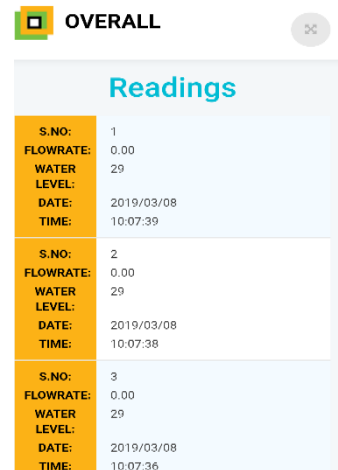 OVERALL
Readings
S.NO: 1
FLOWRATE: 0.00
WATER 29
LEVEL:
DATE: 2019/03/08
TIME: 10:07:39
S.NO: 2
FLOWRATE: 0.00
WATER 29
LEVEL:
DATE: 2019/03/08
TIME: 10:07:38
S.NO: 3
FLOWRATE: 0.00
WATER 29
LEVEL:
DATE: 2019/03/08
TIME: 10:07:36